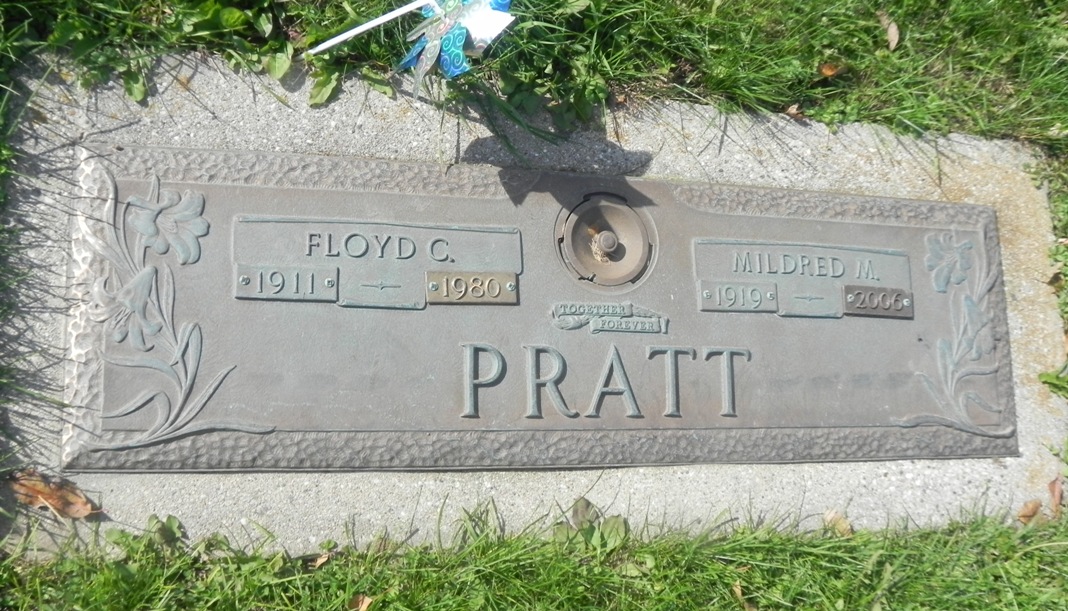 FLOYD C.
1911 — 1980
MILDRED M.
1919 — 2006
TOGETHER
FOREVER
PRATT